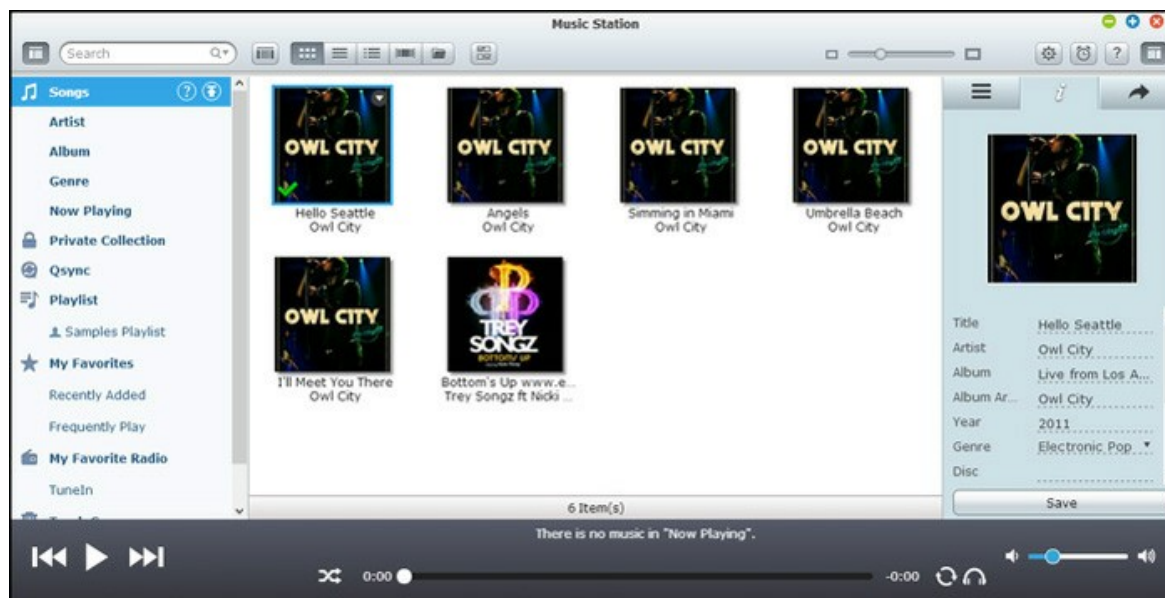 Music Station
Search
Songs
Artist
Album
Genre
Now Playing
Private Collection
Qsync
Playlist
Samples Playlist
My Favorites
Recently Added
Frequently Play
My Favorite Radio
TuneIn
OWL CITY
Hello Seattle
Owl City
OWL CITY
Angels
Owl City
OWL CITY
Simming in Miami
Owl City
OWL CITY
Umbrella Beach
Owl City
OWL CITY
I'll Meet You There
Owl City
TREY
SONGZ
BOTTOMS UP
Bottom's Up www.e...
Trey Songz ft Nicki ...
6 Item(s)
OWL CITY
Title Hello Seattle
Artist Owl City
Album Live from Los A...
Album Ar... Owl City
Year 2011
Genre Electronic Pop
Disc
Save
There is no music in "Now Playing".
0:00
-0:00